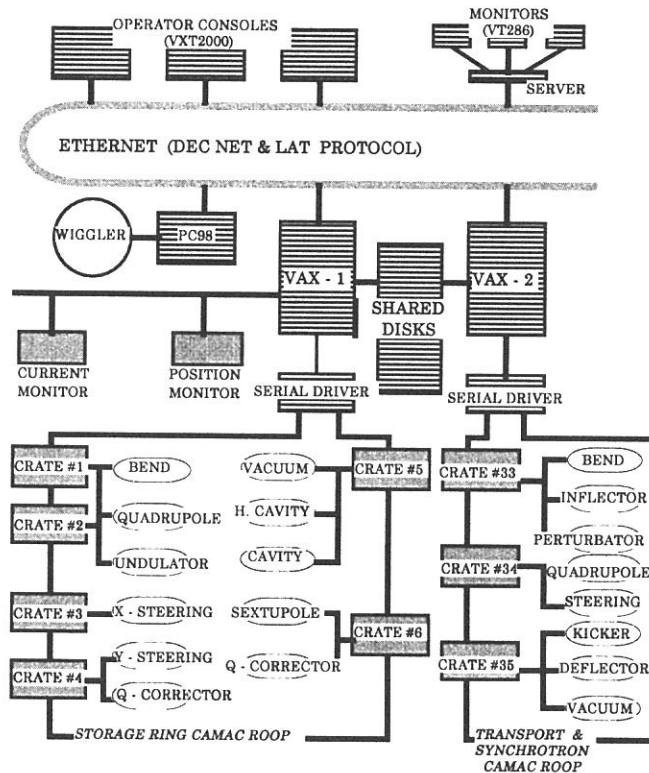 OPERATOR CONSOLES
(VXT2000)
MONITORS
(VT286)
SERVER
ETHERNET (DEC NET & LAT PROTOCOL)
WIGGLER
PC98
VAX - 1
VAX - 2
SHARED
DISKS
CURRENT
MONITOR
POSITION
MONITOR
SERIAL DRIVER
SERIAL DRIVER
CRATE #1
BEND
CRATE #2
QUADRUPOLE
UNDULATOR
CRATE #3
X - STEERING
CRATE #4
Y - STEERING
Q - CORRECTOR
VACUUM
CRATE #5
H. CAVITY
CAVITY
SEXTUPOLE
CRATE #6
Q - CORRECTOR
STORAGE RING CAMAC ROOP
CRATE #33
BEND
INFLECTOR
PERTURBATOR
CRATE #34
QUADRUPOLE
STEERING
CRATE #35
KICKER
DEFLECTOR
VACUUM
TRANSPORT &
SYNCHROTRON
CAMAC ROOP